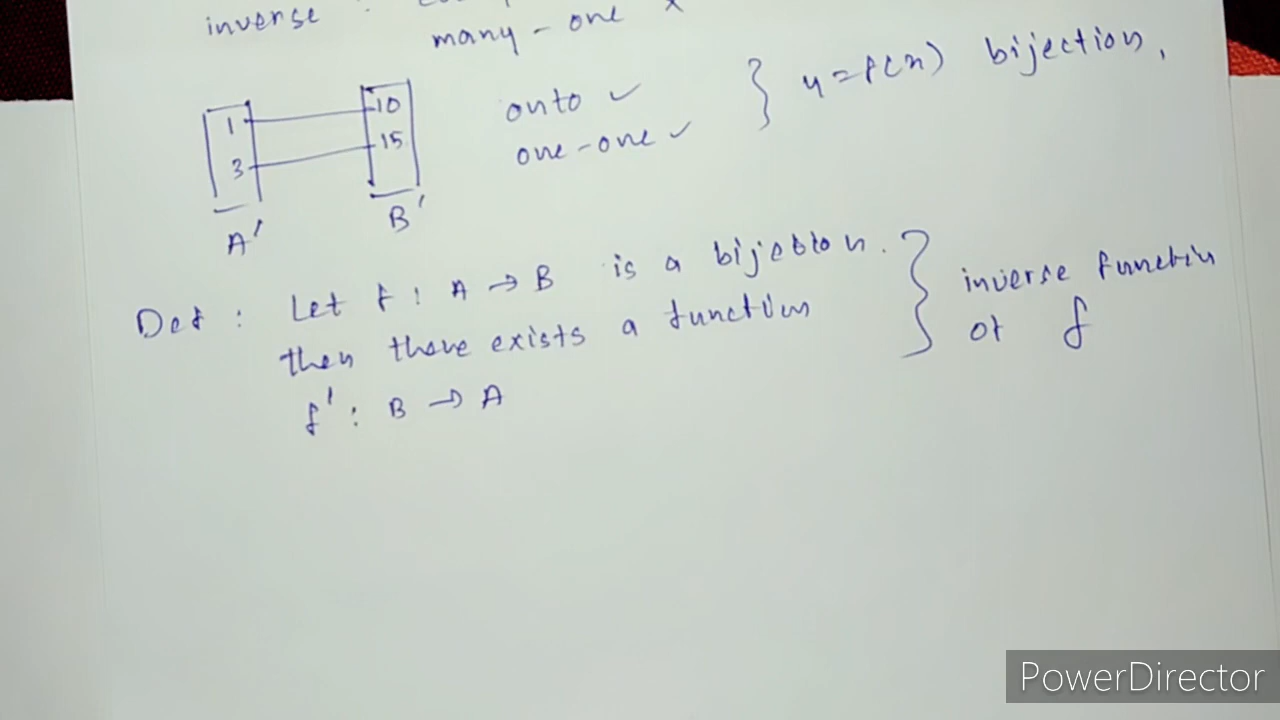 inverse :
many - one x
1 10 onto ✓ } y = f(x) bijection,
3 15 one-one ✓
A' B'
Def : Let f : A → B is a bijection. } inverse function
then there exists a function of f
f' : B → A
PowerDirector